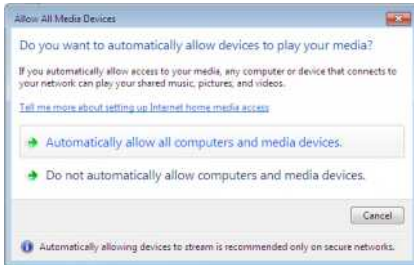 Allow All Media Devices
Do you want to automatically allow devices to play your media?
If you automatically allow access to your media, any computer or device that connects to
your network can play your shared music, pictures, and videos.
Tell me more about setting up Internet home media access
Automatically allow all computers and media devices.
Do not automatically allow computers and media devices.
Cancel
Automatically allowing devices to stream is recommended only on secure networks.